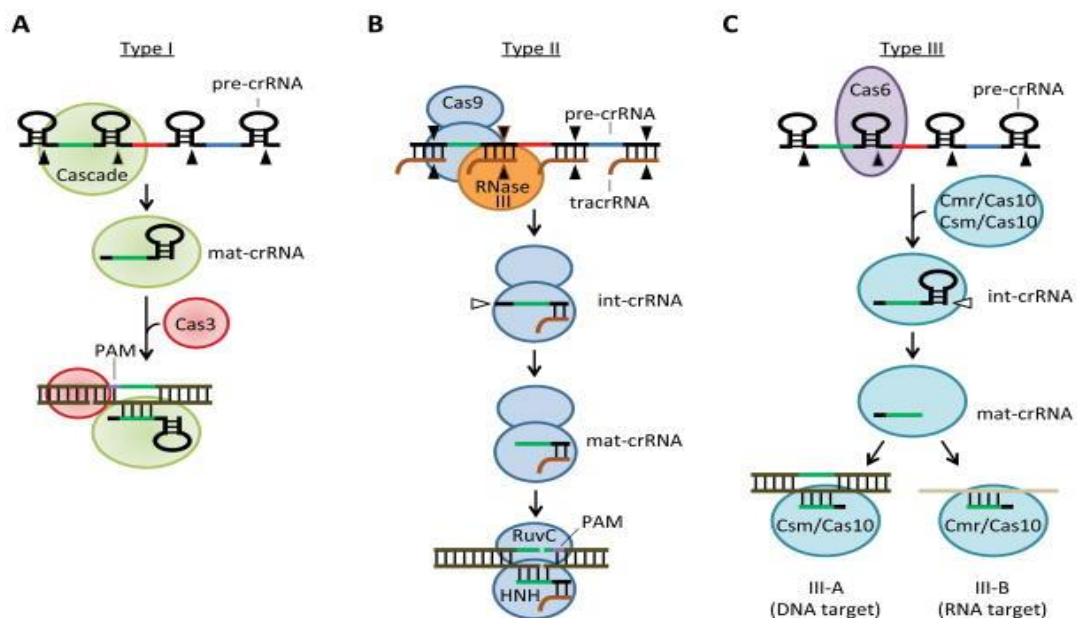 A
Type I
pre-crRNA
Cascade
mat-crRNA
Cas3
PAM
B
Type II
Cas9
pre-crRNA
RNase
III
tracrRNA
int-crRNA
mat-crRNA
RuvC
PAM
HNH
C
Type III
Cas6
pre-crRNA
Cmr/Cas10
Csm/Cas10
int-crRNA
mat-crRNA
Csm/Cas10
Cmr/Cas10
III-A
(DNA target)
III-B
(RNA target)